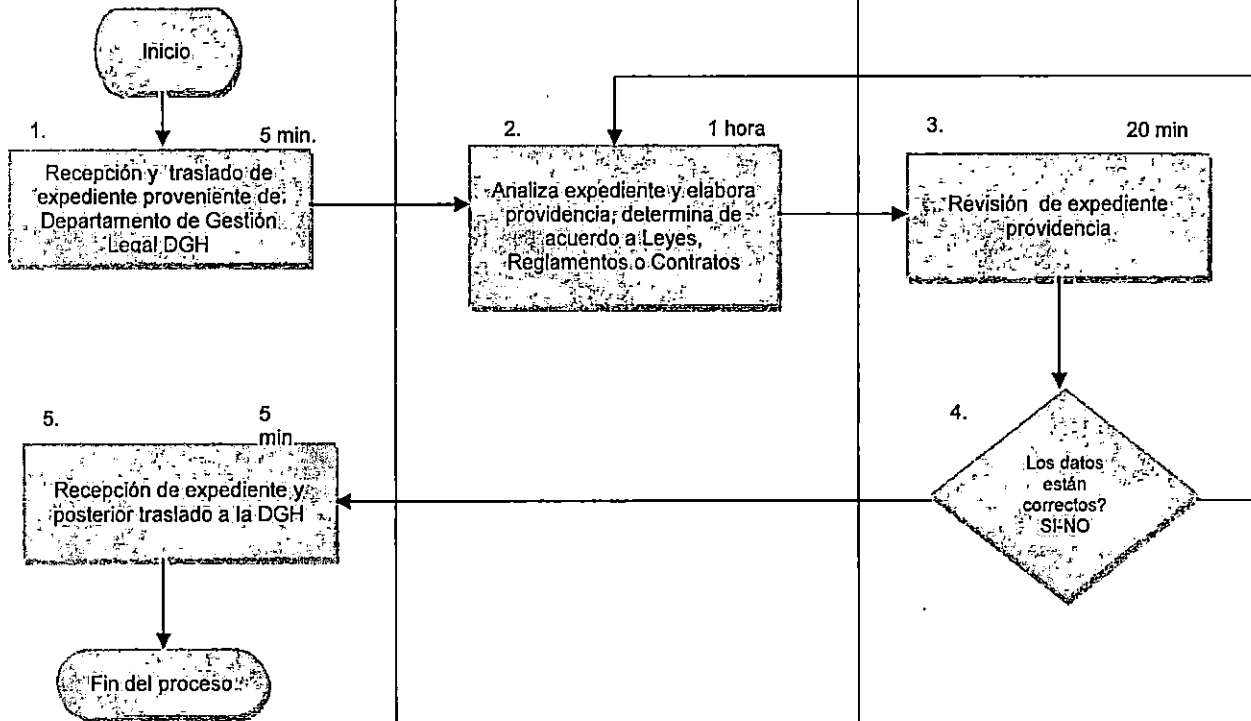 Inicio
1.
5 min.
Recepción y traslado de
expediente proveniente de
Departamento de Gestión
Legal DGH
2.
1 hora
Analiza expediente y elabora
providencia, determina de
acuerdo a Leyes,
Reglamentos o Contratos
3.
20 min
Revisión de expediente
providencia
4.
Los datos
están
correctos?
SI-NO
5.
5
min
Recepción de expediente y
posterior traslado a la DGH
Fin del proceso